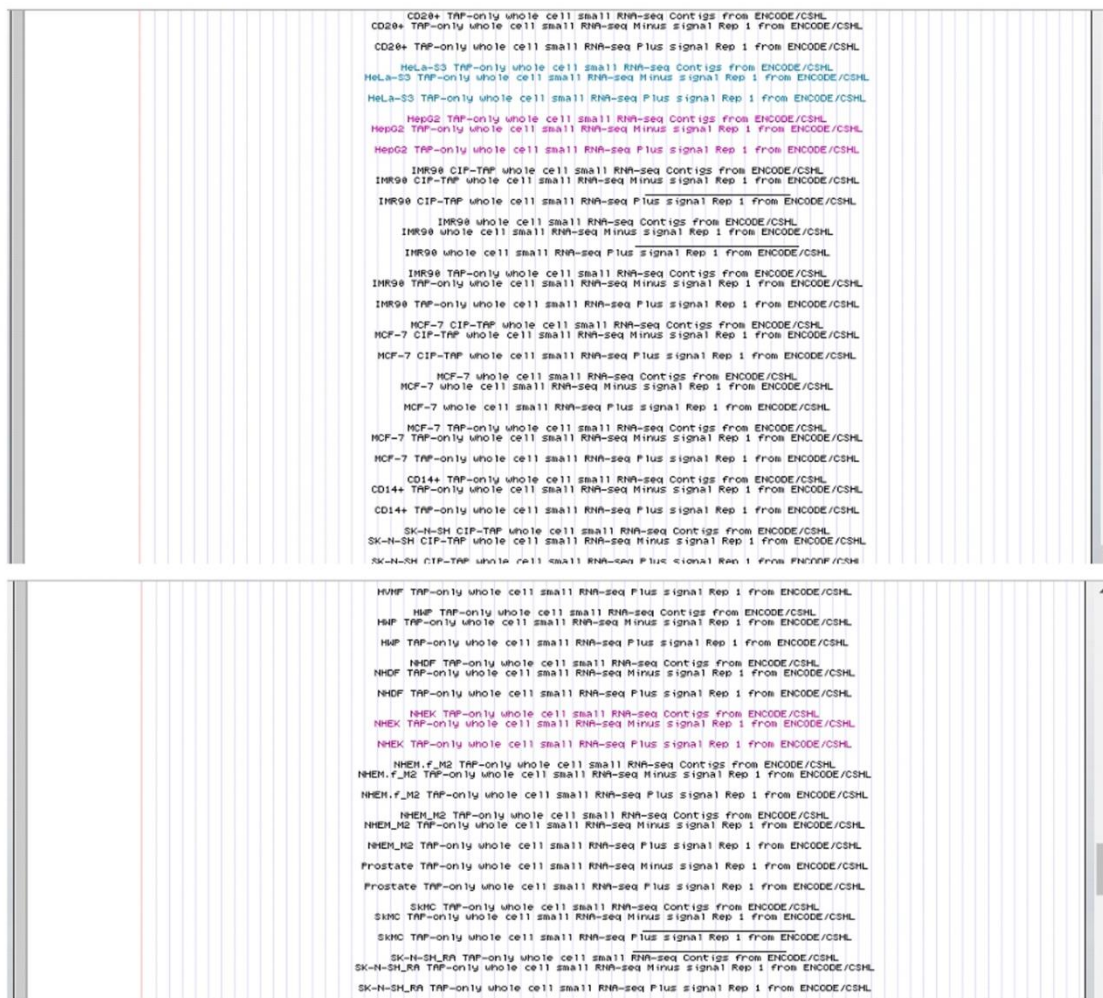 CD20+ TAP-only whole cell small RNA-seq Contigs from ENCODE/CSHL
CD20+ TAP-only whole cell small RNA-seq Minus signal Rep 1 from ENCODE/CSHL
CD20+ TAP-only whole cell small RNA-seq Plus signal Rep 1 from ENCODE/CSHL
HeLa-S3 TAP-only whole cell small RNA-seq Contigs from ENCODE/CSHL
HeLa-S3 TAP-only whole cell small RNA-seq Minus signal Rep 1 from ENCODE/CSHL
HeLa-S3 TAP-only whole cell small RNA-seq Plus signal Rep 1 from ENCODE/CSHL
HepG2 TAP-only whole cell small RNA-seq Contigs from ENCODE/CSHL
HepG2 TAP-only whole cell small RNA-seq Minus signal Rep 1 from ENCODE/CSHL
HepG2 TAP-only whole cell small RNA-seq Plus signal Rep 1 from ENCODE/CSHL
IMR90 CIP-TAP whole cell small RNA-seq Contigs from ENCODE/CSHL
IMR90 CIP-TAP whole cell small RNA-seq Minus signal Rep 1 from ENCODE/CSHL
IMR90 CIP-TAP whole cell small RNA-seq Plus signal Rep 1 from ENCODE/CSHL
IMR90 whole cell small RNA-seq Contigs from ENCODE/CSHL
IMR90 whole cell small RNA-seq Minus signal Rep 1 from ENCODE/CSHL
IMR90 whole cell small RNA-seq Plus signal Rep 1 from ENCODE/CSHL
IMR90 TAP-only whole cell small RNA-seq Contigs from ENCODE/CSHL
IMR90 TAP-only whole cell small RNA-seq Minus signal Rep 1 from ENCODE/CSHL
IMR90 TAP-only whole cell small RNA-seq Plus signal Rep 1 from ENCODE/CSHL
MCF-7 CIP-TAP whole cell small RNA-seq Contigs from ENCODE/CSHL
MCF-7 CIP-TAP whole cell small RNA-seq Minus signal Rep 1 from ENCODE/CSHL
MCF-7 CIP-TAP whole cell small RNA-seq Plus signal Rep 1 from ENCODE/CSHL
MCF-7 whole cell small RNA-seq Contigs from ENCODE/CSHL
MCF-7 whole cell small RNA-seq Minus signal Rep 1 from ENCODE/CSHL
MCF-7 whole cell small RNA-seq Plus signal Rep 1 from ENCODE/CSHL
MCF-7 TAP-only whole cell small RNA-seq Contigs from ENCODE/CSHL
MCF-7 TAP-only whole cell small RNA-seq Minus signal Rep 1 from ENCODE/CSHL
MCF-7 TAP-only whole cell small RNA-seq Plus signal Rep 1 from ENCODE/CSHL
CD14+ TAP-only whole cell small RNA-seq Contigs from ENCODE/CSHL
CD14+ TAP-only whole cell small RNA-seq Minus signal Rep 1 from ENCODE/CSHL
CD14+ TAP-only whole cell small RNA-seq Plus signal Rep 1 from ENCODE/CSHL
SK-N-SH CIP-TAP whole cell small RNA-seq Contigs from ENCODE/CSHL
SK-N-SH CIP-TAP whole cell small RNA-seq Minus signal Rep 1 from ENCODE/CSHL
SK-N-SH CIP-TAP whole cell small RNA-seq Plus signal Rep 1 from ENCODE/CSHL
HVMF TAP-only whole cell small RNA-seq Plus signal Rep 1 from ENCODE/CSHL
HWP TAP-only whole cell small RNA-seq Contigs from ENCODE/CSHL
HWP TAP-only whole cell small RNA-seq Minus signal Rep 1 from ENCODE/CSHL
HWP TAP-only whole cell small RNA-seq Plus signal Rep 1 from ENCODE/CSHL
NHDF TAP-only whole cell small RNA-seq Contigs from ENCODE/CSHL
NHDF TAP-only whole cell small RNA-seq Minus signal Rep 1 from ENCODE/CSHL
NHDF TAP-only whole cell small RNA-seq Plus signal Rep 1 from ENCODE/CSHL
NHEK TAP-only whole cell small RNA-seq Contigs from ENCODE/CSHL
NHEK TAP-only whole cell small RNA-seq Minus signal Rep 1 from ENCODE/CSHL
NHEK TAP-only whole cell small RNA-seq Plus signal Rep 1 from ENCODE/CSHL
NHEM.f_M2 TAP-only whole cell small RNA-seq Contigs from ENCODE/CSHL
NHEM.f_M2 TAP-only whole cell small RNA-seq Minus signal Rep 1 from ENCODE/CSHL
NHEM.f_M2 TAP-only whole cell small RNA-seq Plus signal Rep 1 from ENCODE/CSHL
NHEM_M2 TAP-only whole cell small RNA-seq Contigs from ENCODE/CSHL
NHEM_M2 TAP-only whole cell small RNA-seq Minus signal Rep 1 from ENCODE/CSHL
NHEM_M2 TAP-only whole cell small RNA-seq Plus signal Rep 1 from ENCODE/CSHL
Prostate TAP-only whole cell small RNA-seq Minus signal Rep 1 from ENCODE/CSHL
Prostate TAP-only whole cell small RNA-seq Plus signal Rep 1 from ENCODE/CSHL
SkMC TAP-only whole cell small RNA-seq Contigs from ENCODE/CSHL
SkMC TAP-only whole cell small RNA-seq Minus signal Rep 1 from ENCODE/CSHL
SkMC TAP-only whole cell small RNA-seq Plus signal Rep 1 from ENCODE/CSHL
SK-N-SH_RA TAP-only whole cell small RNA-seq Contigs from ENCODE/CSHL
SK-N-SH_RA TAP-only whole cell small RNA-seq Minus signal Rep 1 from ENCODE/CSHL
SK-N-SH_RA TAP-only whole cell small RNA-seq Plus signal Rep 1 from ENCODE/CSHL